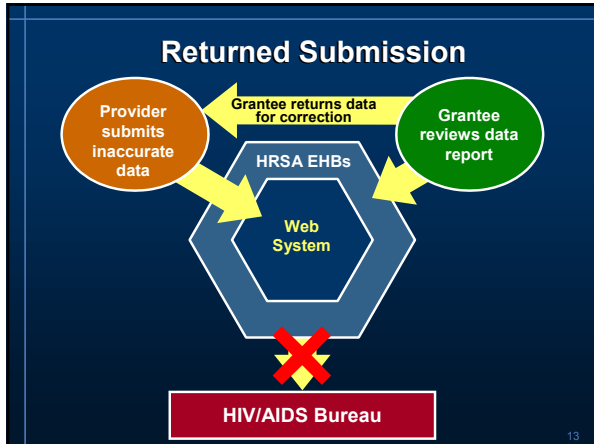 Returned Submission
Provider
submits
inaccurate
data
Grantee returns data
for correction
Grantee
reviews data
report
HRSA EHBs
Web
System
HIV/AIDS Bureau
13